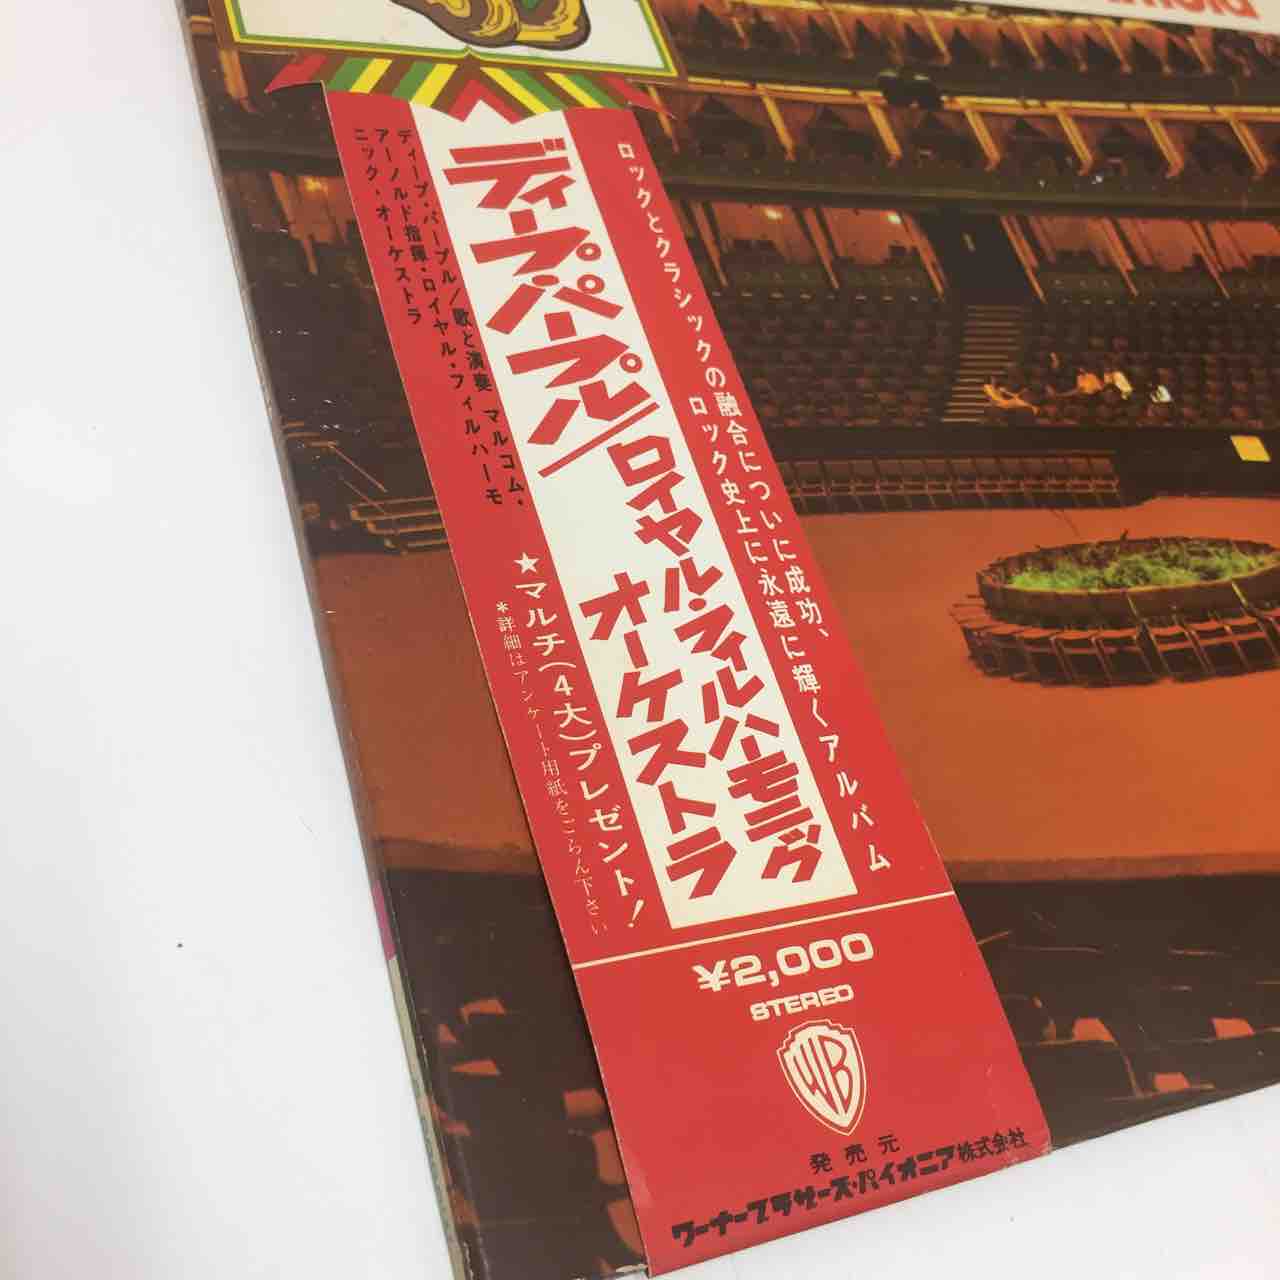 ロックとクラシックの融合についに成功、
ロック史上に永遠に輝くアルバム
ディープ・パープル/ロイヤル・フィルハーモニック
オーケストラ
ディープ・パープル/歌と演奏 マルコム・
アーノルド指揮・ロイヤル・フィルハーモ
ニック・オーケストラ
★マルチ(4大)プレゼント!
*詳細はアンケート用紙をごらん下さい
¥2,000
STEREO
WB
発売元
ワーナーブラザーズ・パイオニア株式会社